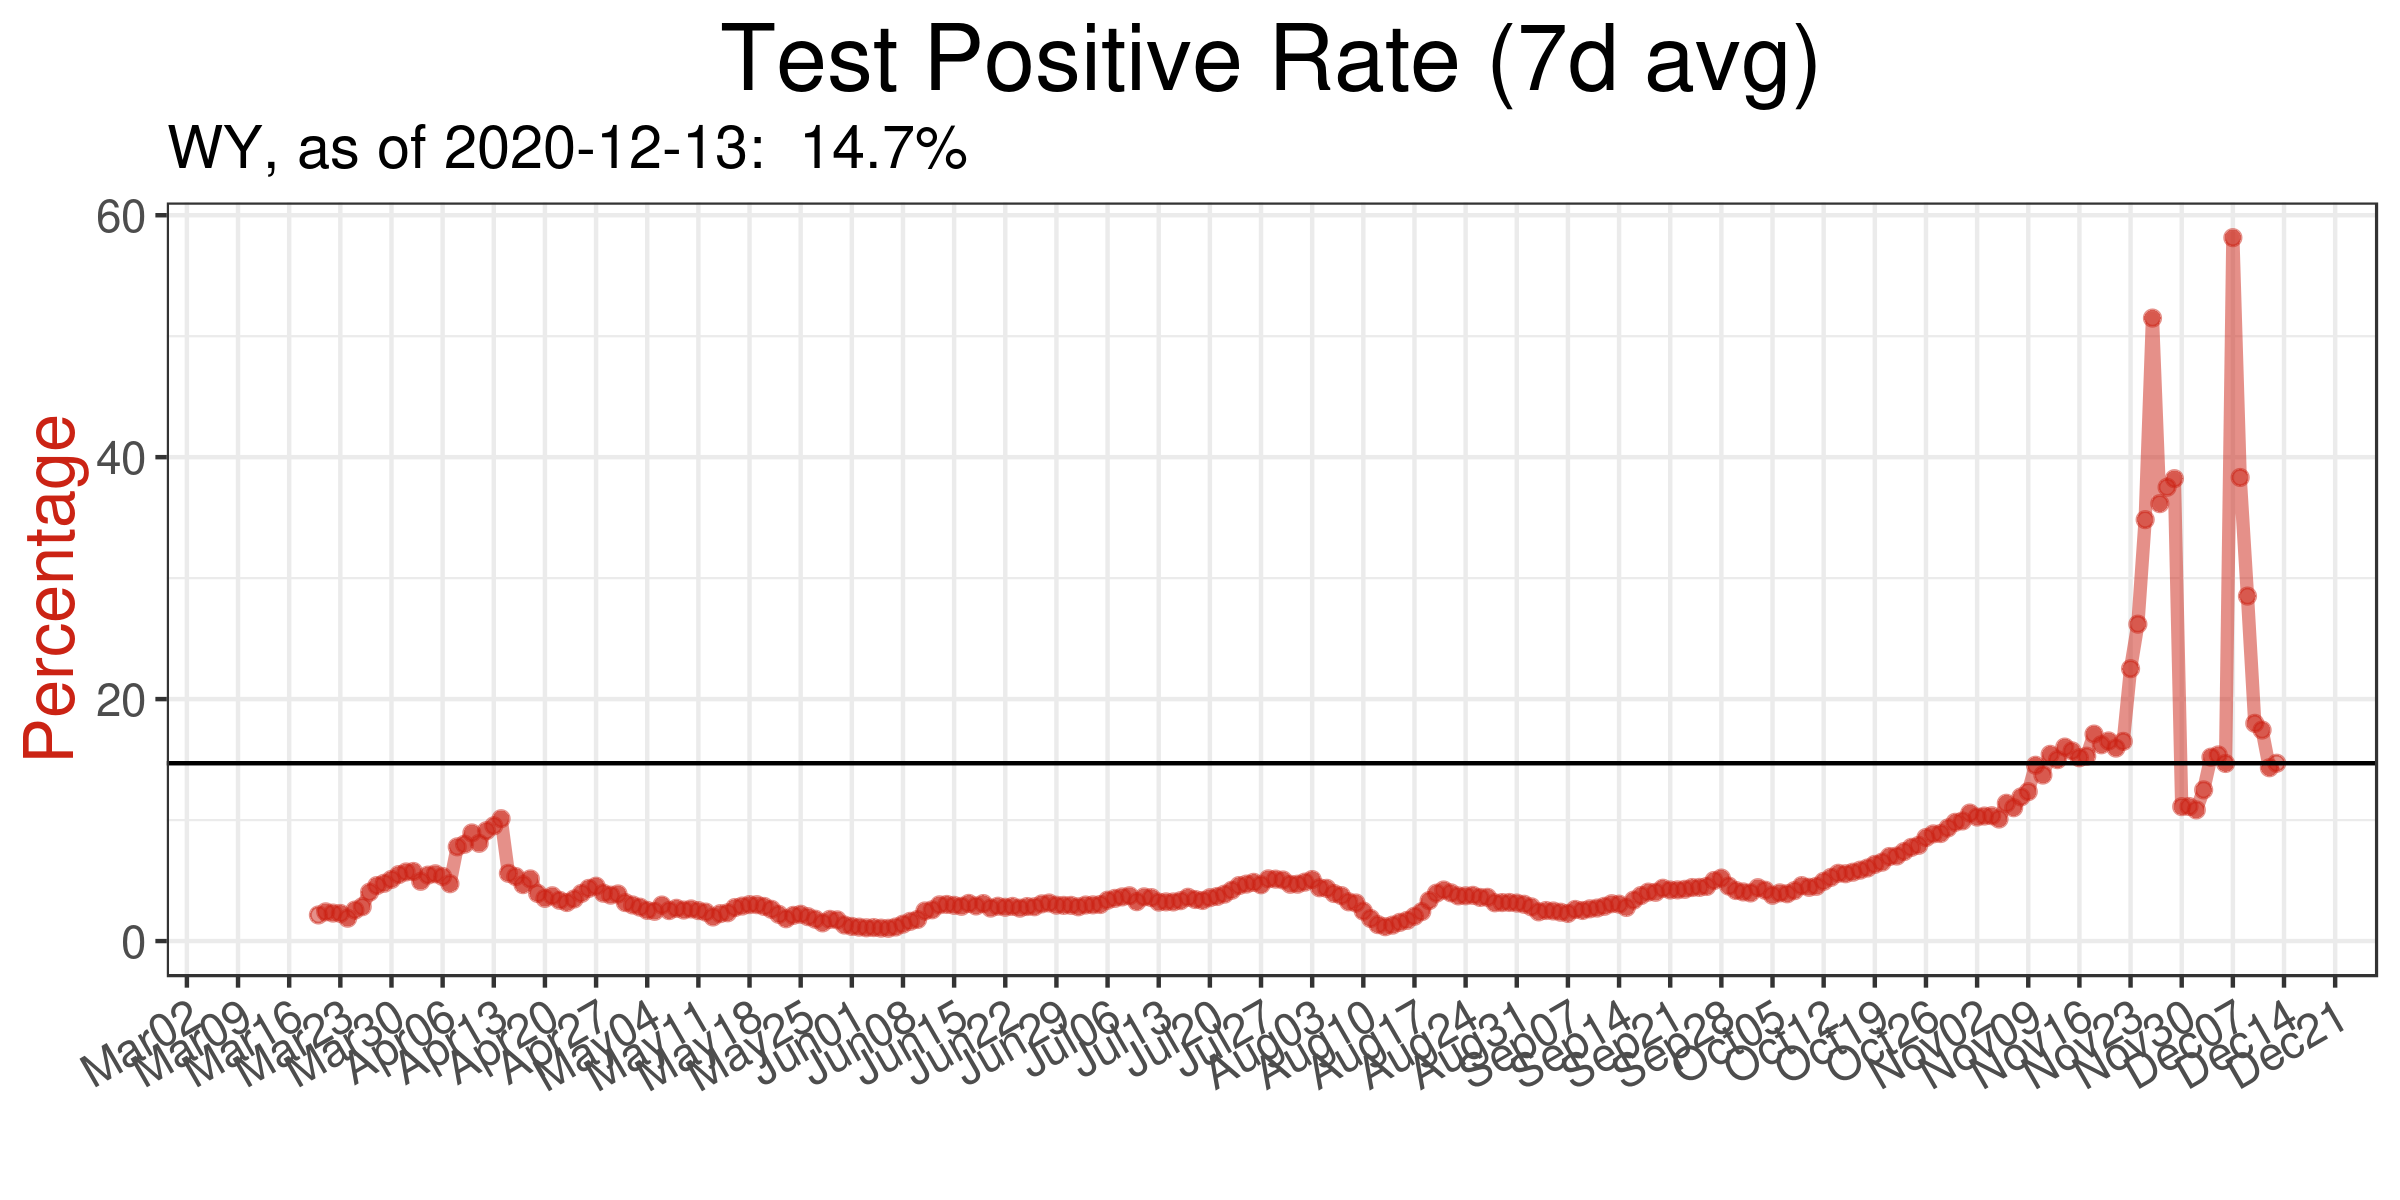 Test Positive Rate (7d avg)
WY, as of 2020-12-13:  14.7%
Percentage
60
40
20
0
Mar02
Mar09
Mar16
Mar23
Mar30
Apr06
Apr13
Apr20
Apr27
May04
May11
May18
May25
Jun01
Jun08
Jun15
Jun22
Jun29
Jul06
Jul13
Jul20
Jul27
Aug03
Aug10
Aug17
Aug24
Aug31
Sep07
Sep14
Sep21
Sep28
Oct05
Oct12
Oct19
Oct26
Nov02
Nov09
Nov16
Nov23
Nov30
Dec07
Dec14
Dec21